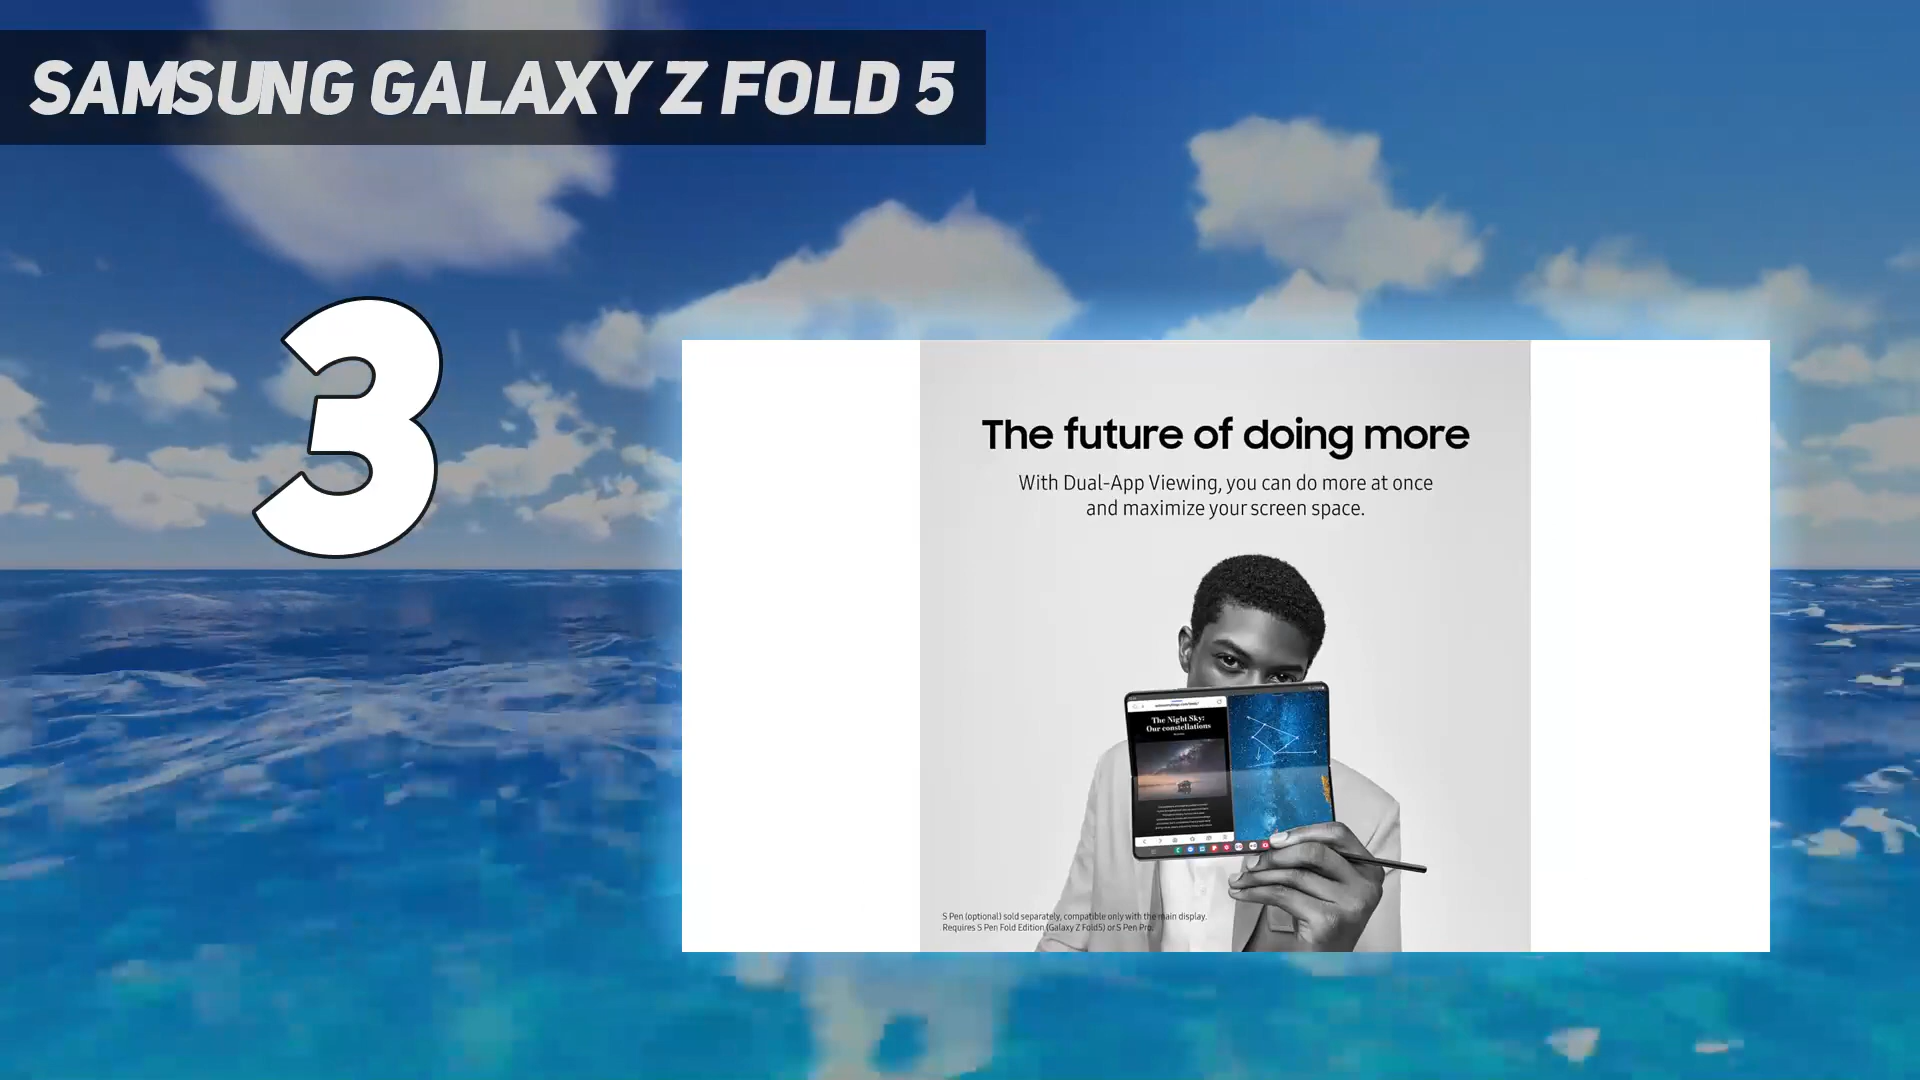 SAMSUNG GALAXY Z FOLD 5
3
The future of doing more
With Dual-App Viewing, you can do more at once
and maximize your screen space.
The Night Sky:
Our constellations
S Pen (optional) sold separately, compatible only with the main display.
Requires S Pen Fold Edition (Galaxy Z Fold5) or S Pen Pro.